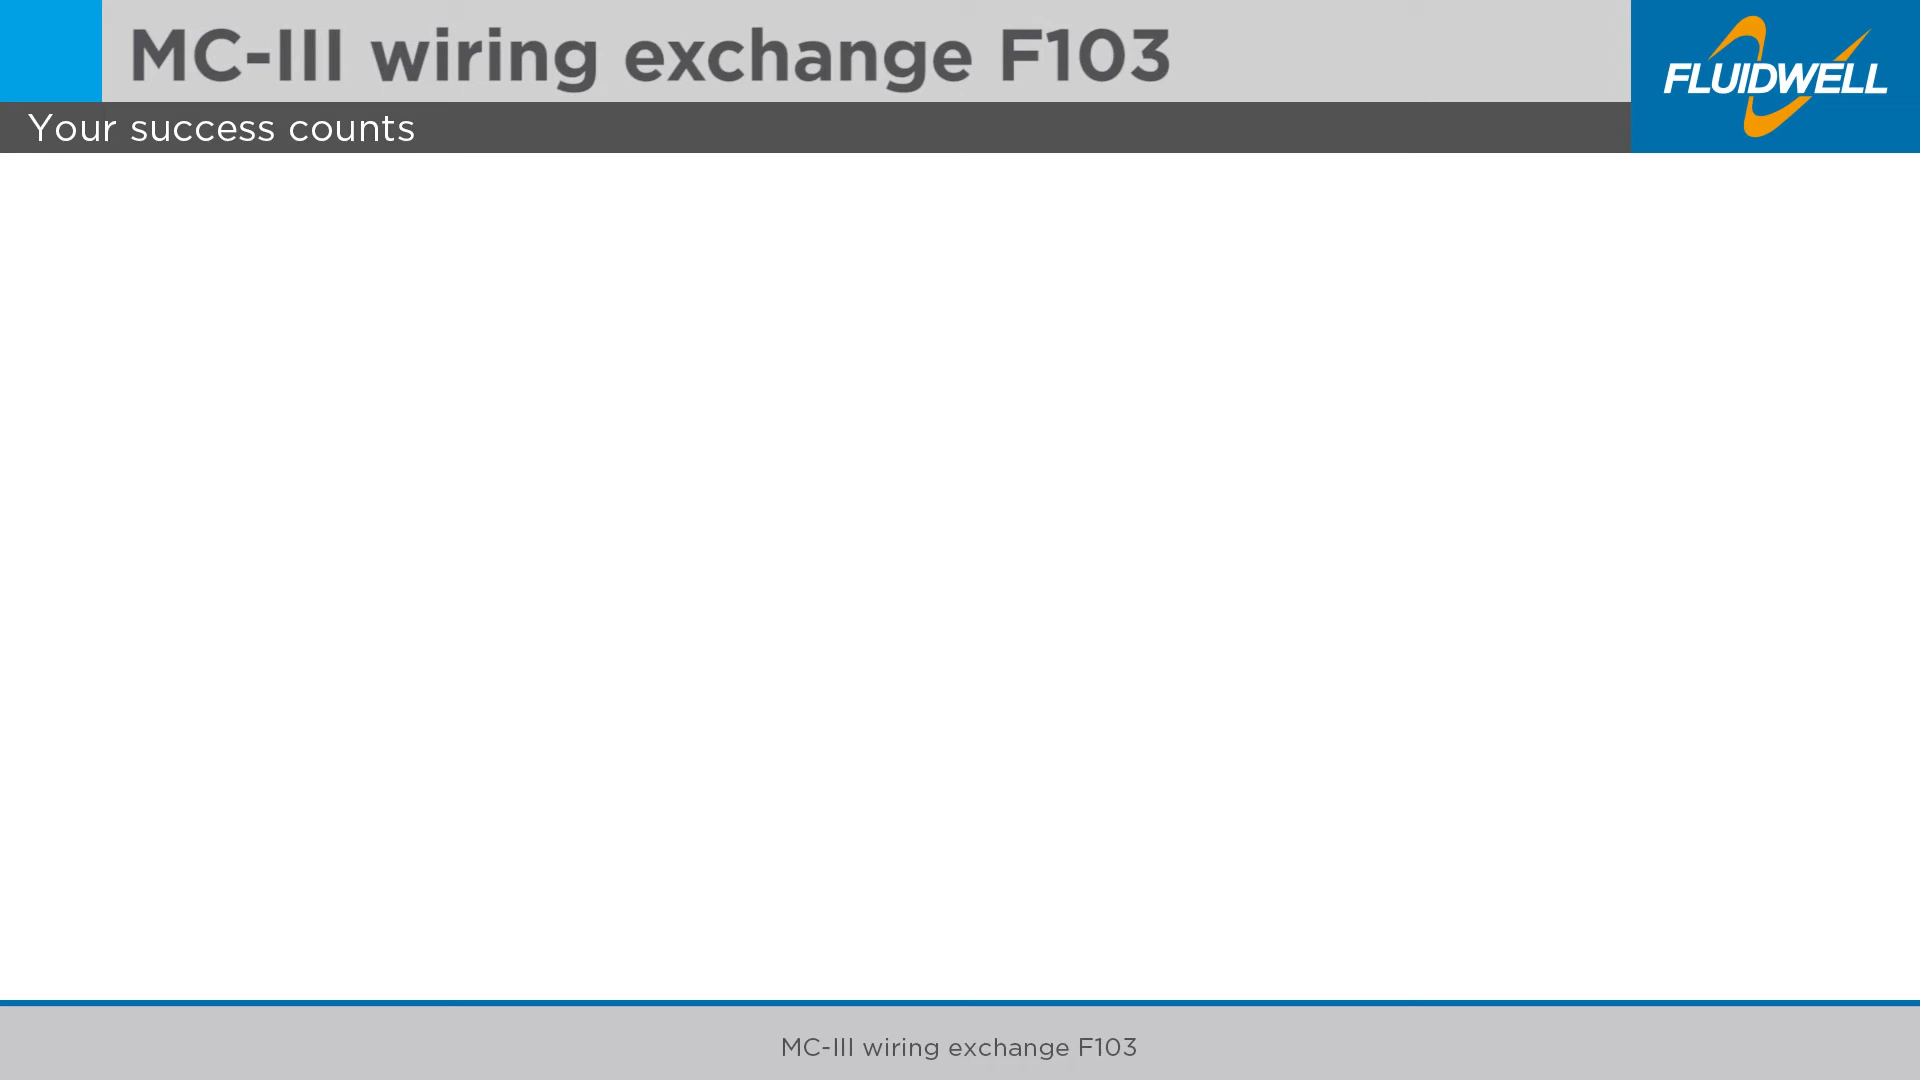 MC-III wiring exchange F103
FLUIDWELL
Your success counts
MC-III wiring exchange F103